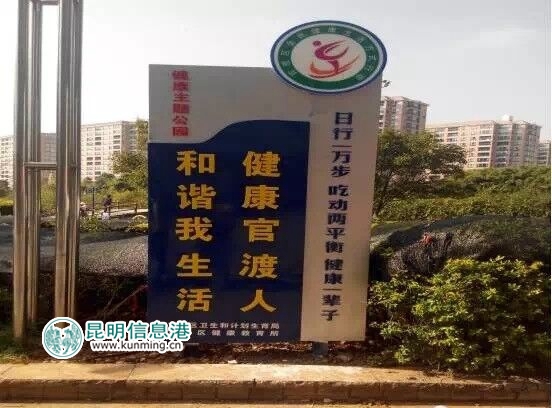 健康主题公园
健康官渡人
和谐我生活
日行一万步 吃动两平衡 健康一辈子
区卫生和计划生育局
区健康教育所
昆明信息港
www.kunming.cn